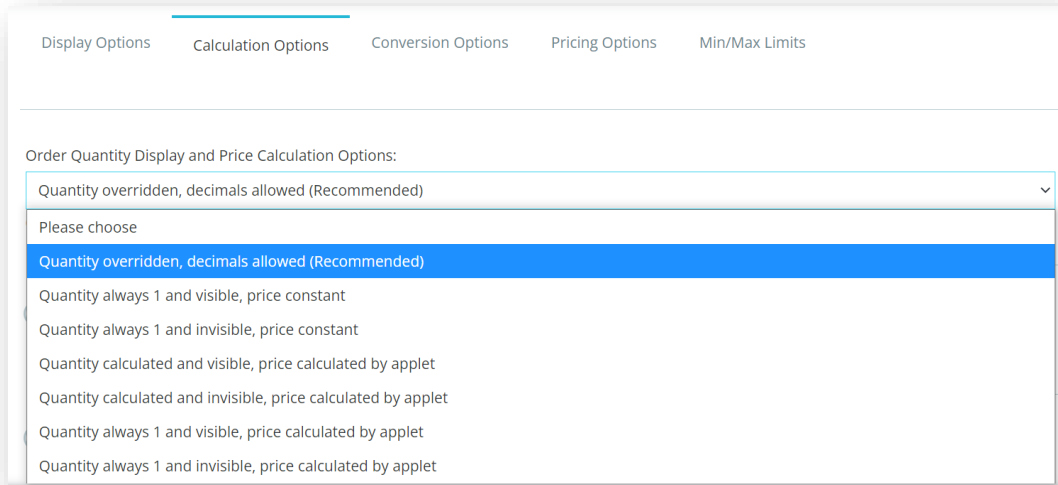 Display Options
Calculation Options
Conversion Options
Pricing Options
Min/Max Limits
Order Quantity Display and Price Calculation Options:
Quantity overridden, decimals allowed (Recommended)
Please choose
Quantity overridden, decimals allowed (Recommended)
Quantity always 1 and visible, price constant
Quantity always 1 and invisible, price constant
Quantity calculated and visible, price calculated by applet
Quantity calculated and invisible, price calculated by applet
Quantity always 1 and visible, price calculated by applet
Quantity always 1 and invisible, price calculated by applet